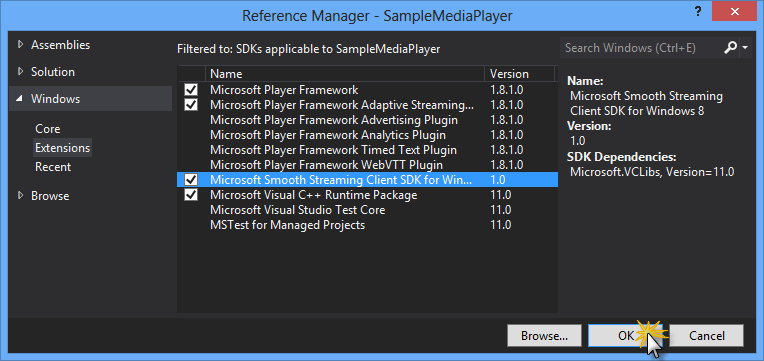 Reference Manager - SampleMediaPlayer
?
Assemblies
Solution
Windows
Core
Extensions
Recent
Browse
Filtered to: SDKs applicable to SampleMediaPlayer
Name Version
Microsoft Player Framework 1.8.1.0
Microsoft Player Framework Adaptive Streaming... 1.8.1.0
Microsoft Player Framework Advertising Plugin 1.8.1.0
Microsoft Player Framework Analytics Plugin 1.8.1.0
Microsoft Player Framework Timed Text Plugin 1.8.1.0
Microsoft Player Framework WebVTT Plugin 1.8.1.0
Microsoft Smooth Streaming Client SDK for Win... 1.0
Microsoft Visual C++ Runtime Package 11.0
Microsoft Visual Studio Test Core 11.0
MSTest for Managed Projects 11.0
Search Windows (Ctrl+E)
Name:
Microsoft Smooth Streaming
Client SDK for Windows 8
Version:
1.0
SDK Dependencies:
Microsoft.VCLibs, Version=11.0
Browse... OK Cancel